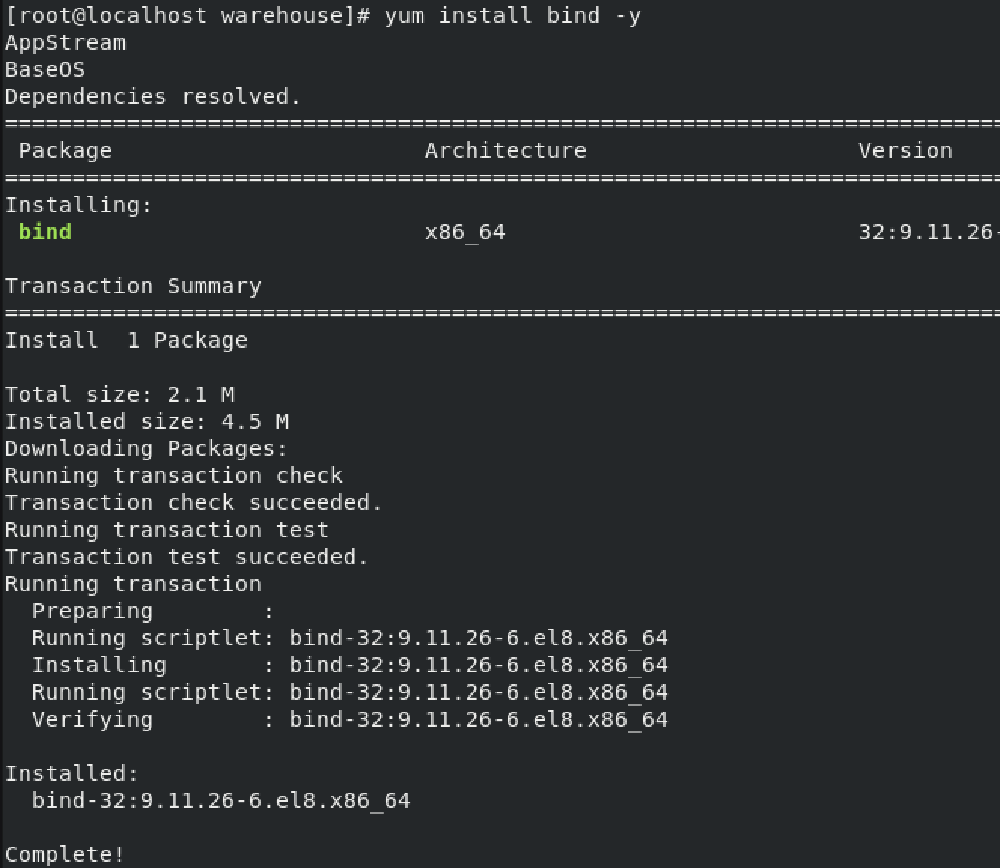 [root@localhost warehouse]# yum install bind -y
AppStream
BaseOS
Dependencies resolved.
==========================================================================
 Package                       Architecture                    Version
==========================================================================
Installing:
 bind                          x86_64                          32:9.11.26-

Transaction Summary
==========================================================================
Install  1 Package

Total size: 2.1 M
Installed size: 4.5 M
Downloading Packages:
Running transaction check
Transaction check succeeded.
Running transaction test
Transaction test succeeded.
Running transaction
  Preparing        :
  Running scriptlet: bind-32:9.11.26-6.el8.x86_64
  Installing       : bind-32:9.11.26-6.el8.x86_64
  Running scriptlet: bind-32:9.11.26-6.el8.x86_64
  Verifying        : bind-32:9.11.26-6.el8.x86_64

Installed:
  bind-32:9.11.26-6.el8.x86_64

Complete!